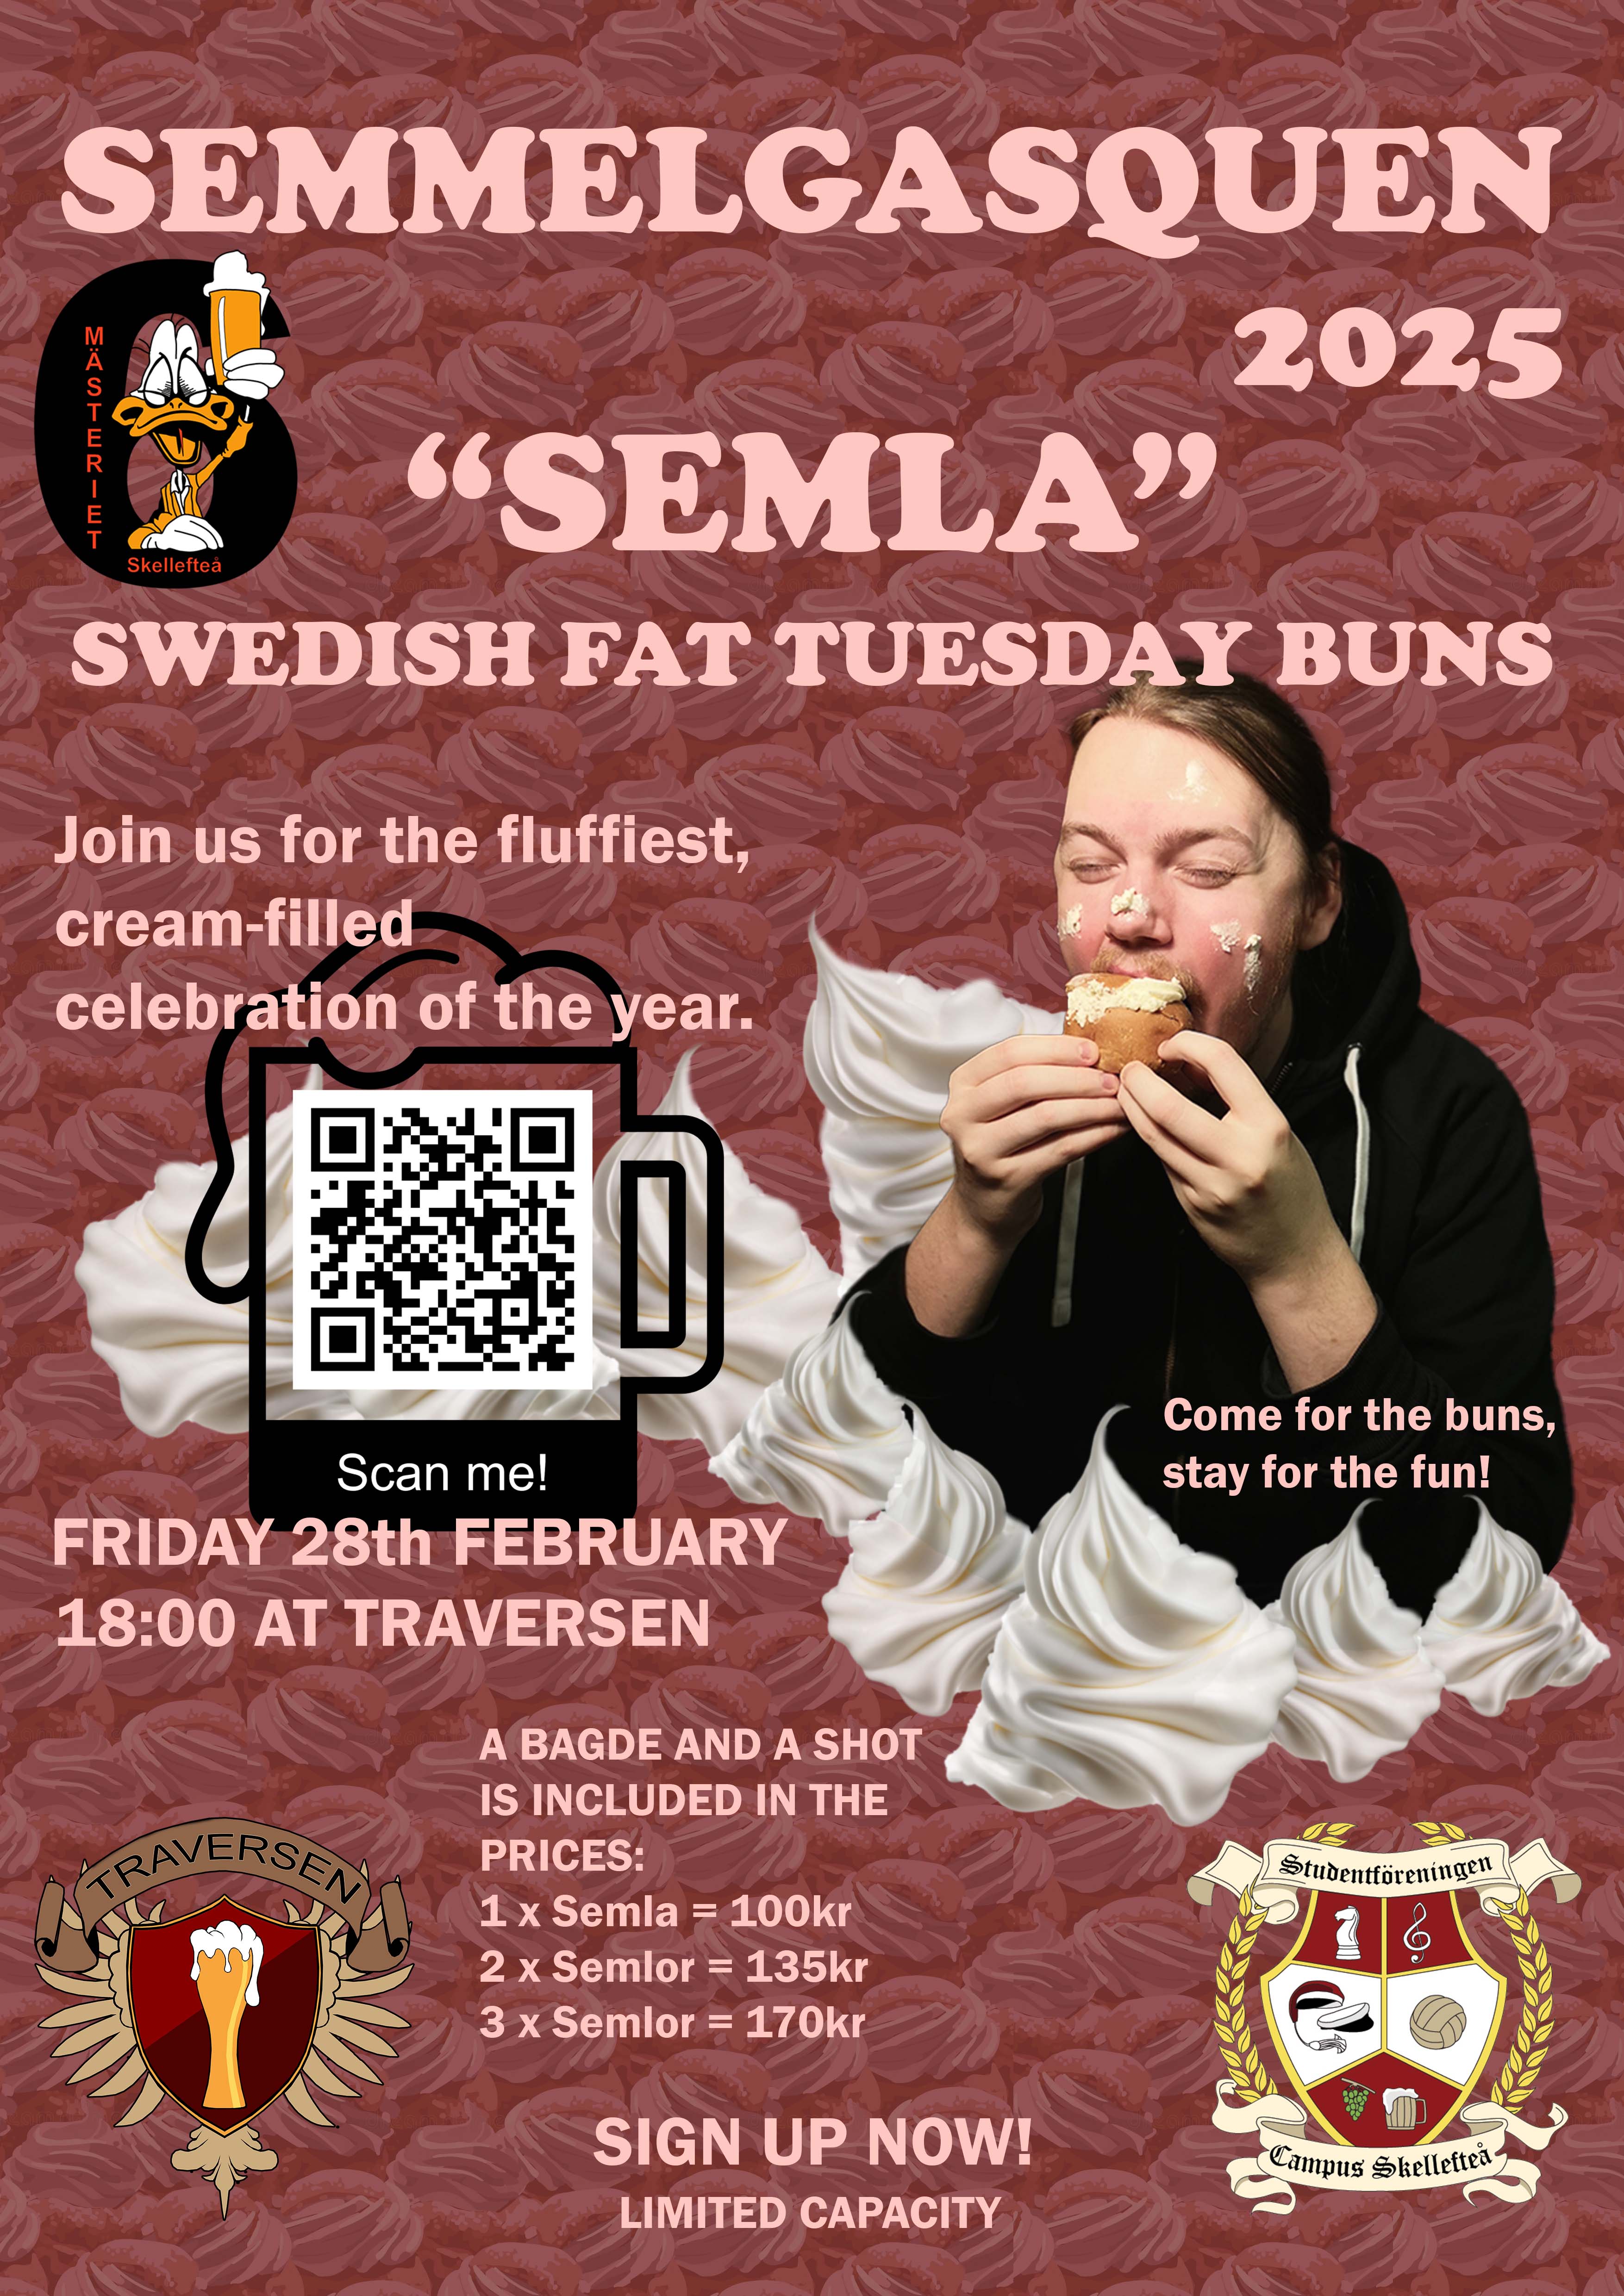 SEMMELGASQUEN
2025
MÄSTERIET
Skellefteå
“SEMLA”
SWEDISH FAT TUESDAY BUNS
Join us for the fluffiest,
cream-filled
celebration of the year.
Scan me!
Come for the buns,
stay for the fun!
FRIDAY 28th FEBRUARY
18:00 AT TRAVERSEN
A BAGDE AND A SHOT
IS INCLUDED IN THE
PRICES:
1 x Semla = 100kr
2 x Semlor = 135kr
3 x Semlor = 170kr
TRAVERSEN
Studentföreningen
Campus Skellefteå
SIGN UP NOW!
LIMITED CAPACITY